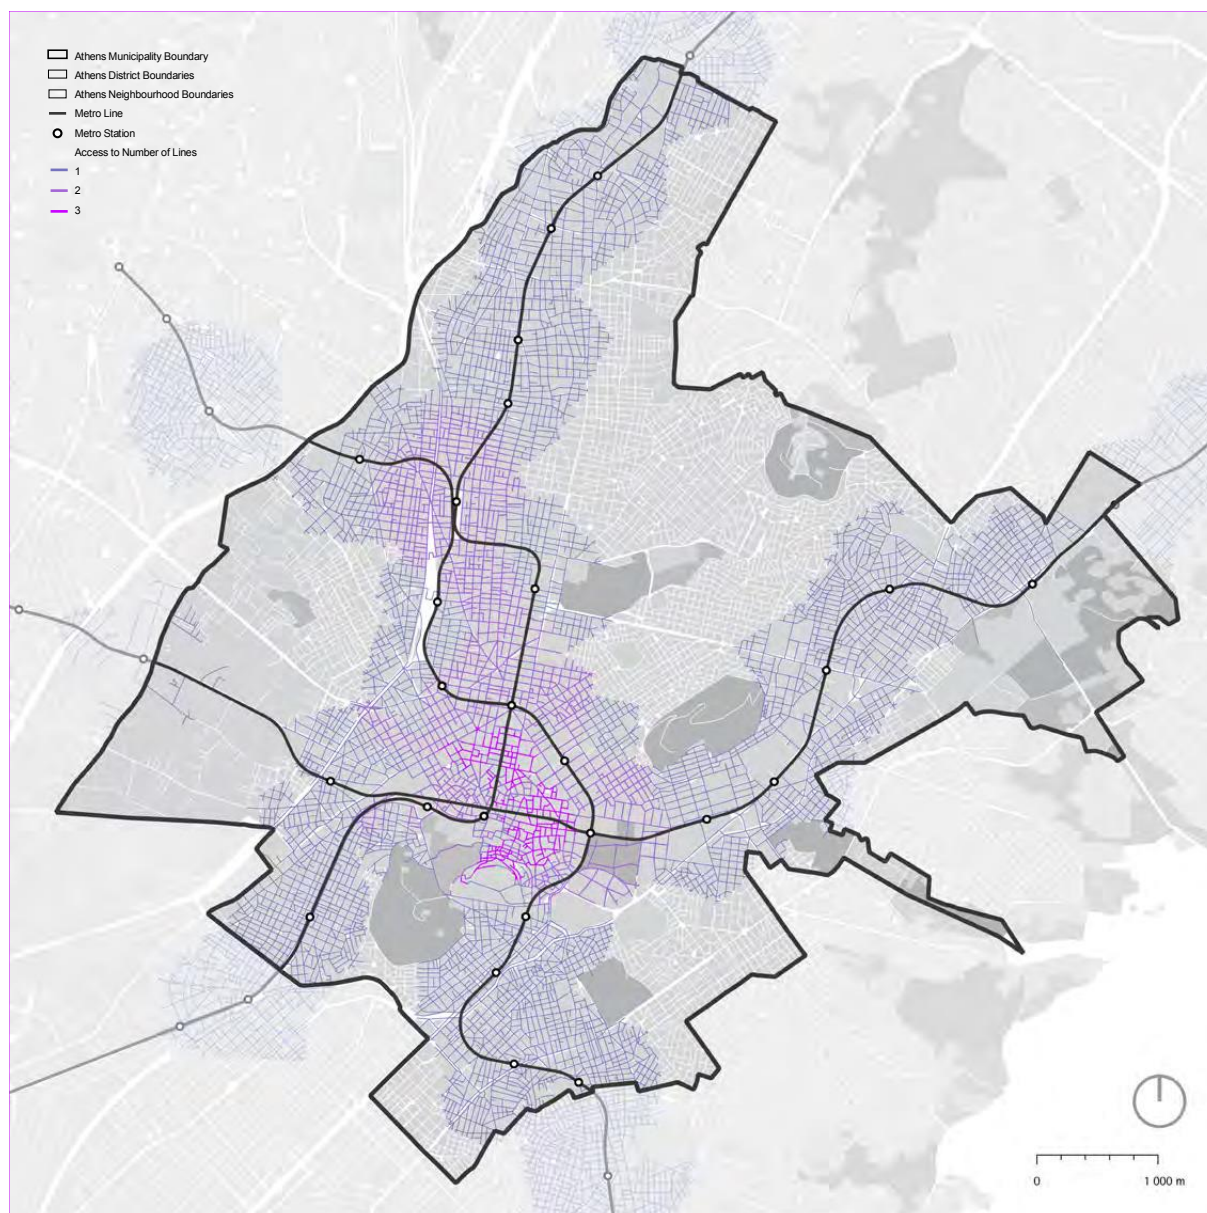 Athens Municipality Boundary
Athens District Boundaries
Athens Neighbourhood Boundaries
Metro Line
Metro Station
Access to Number of Lines
1
2
3
0 1 000 m